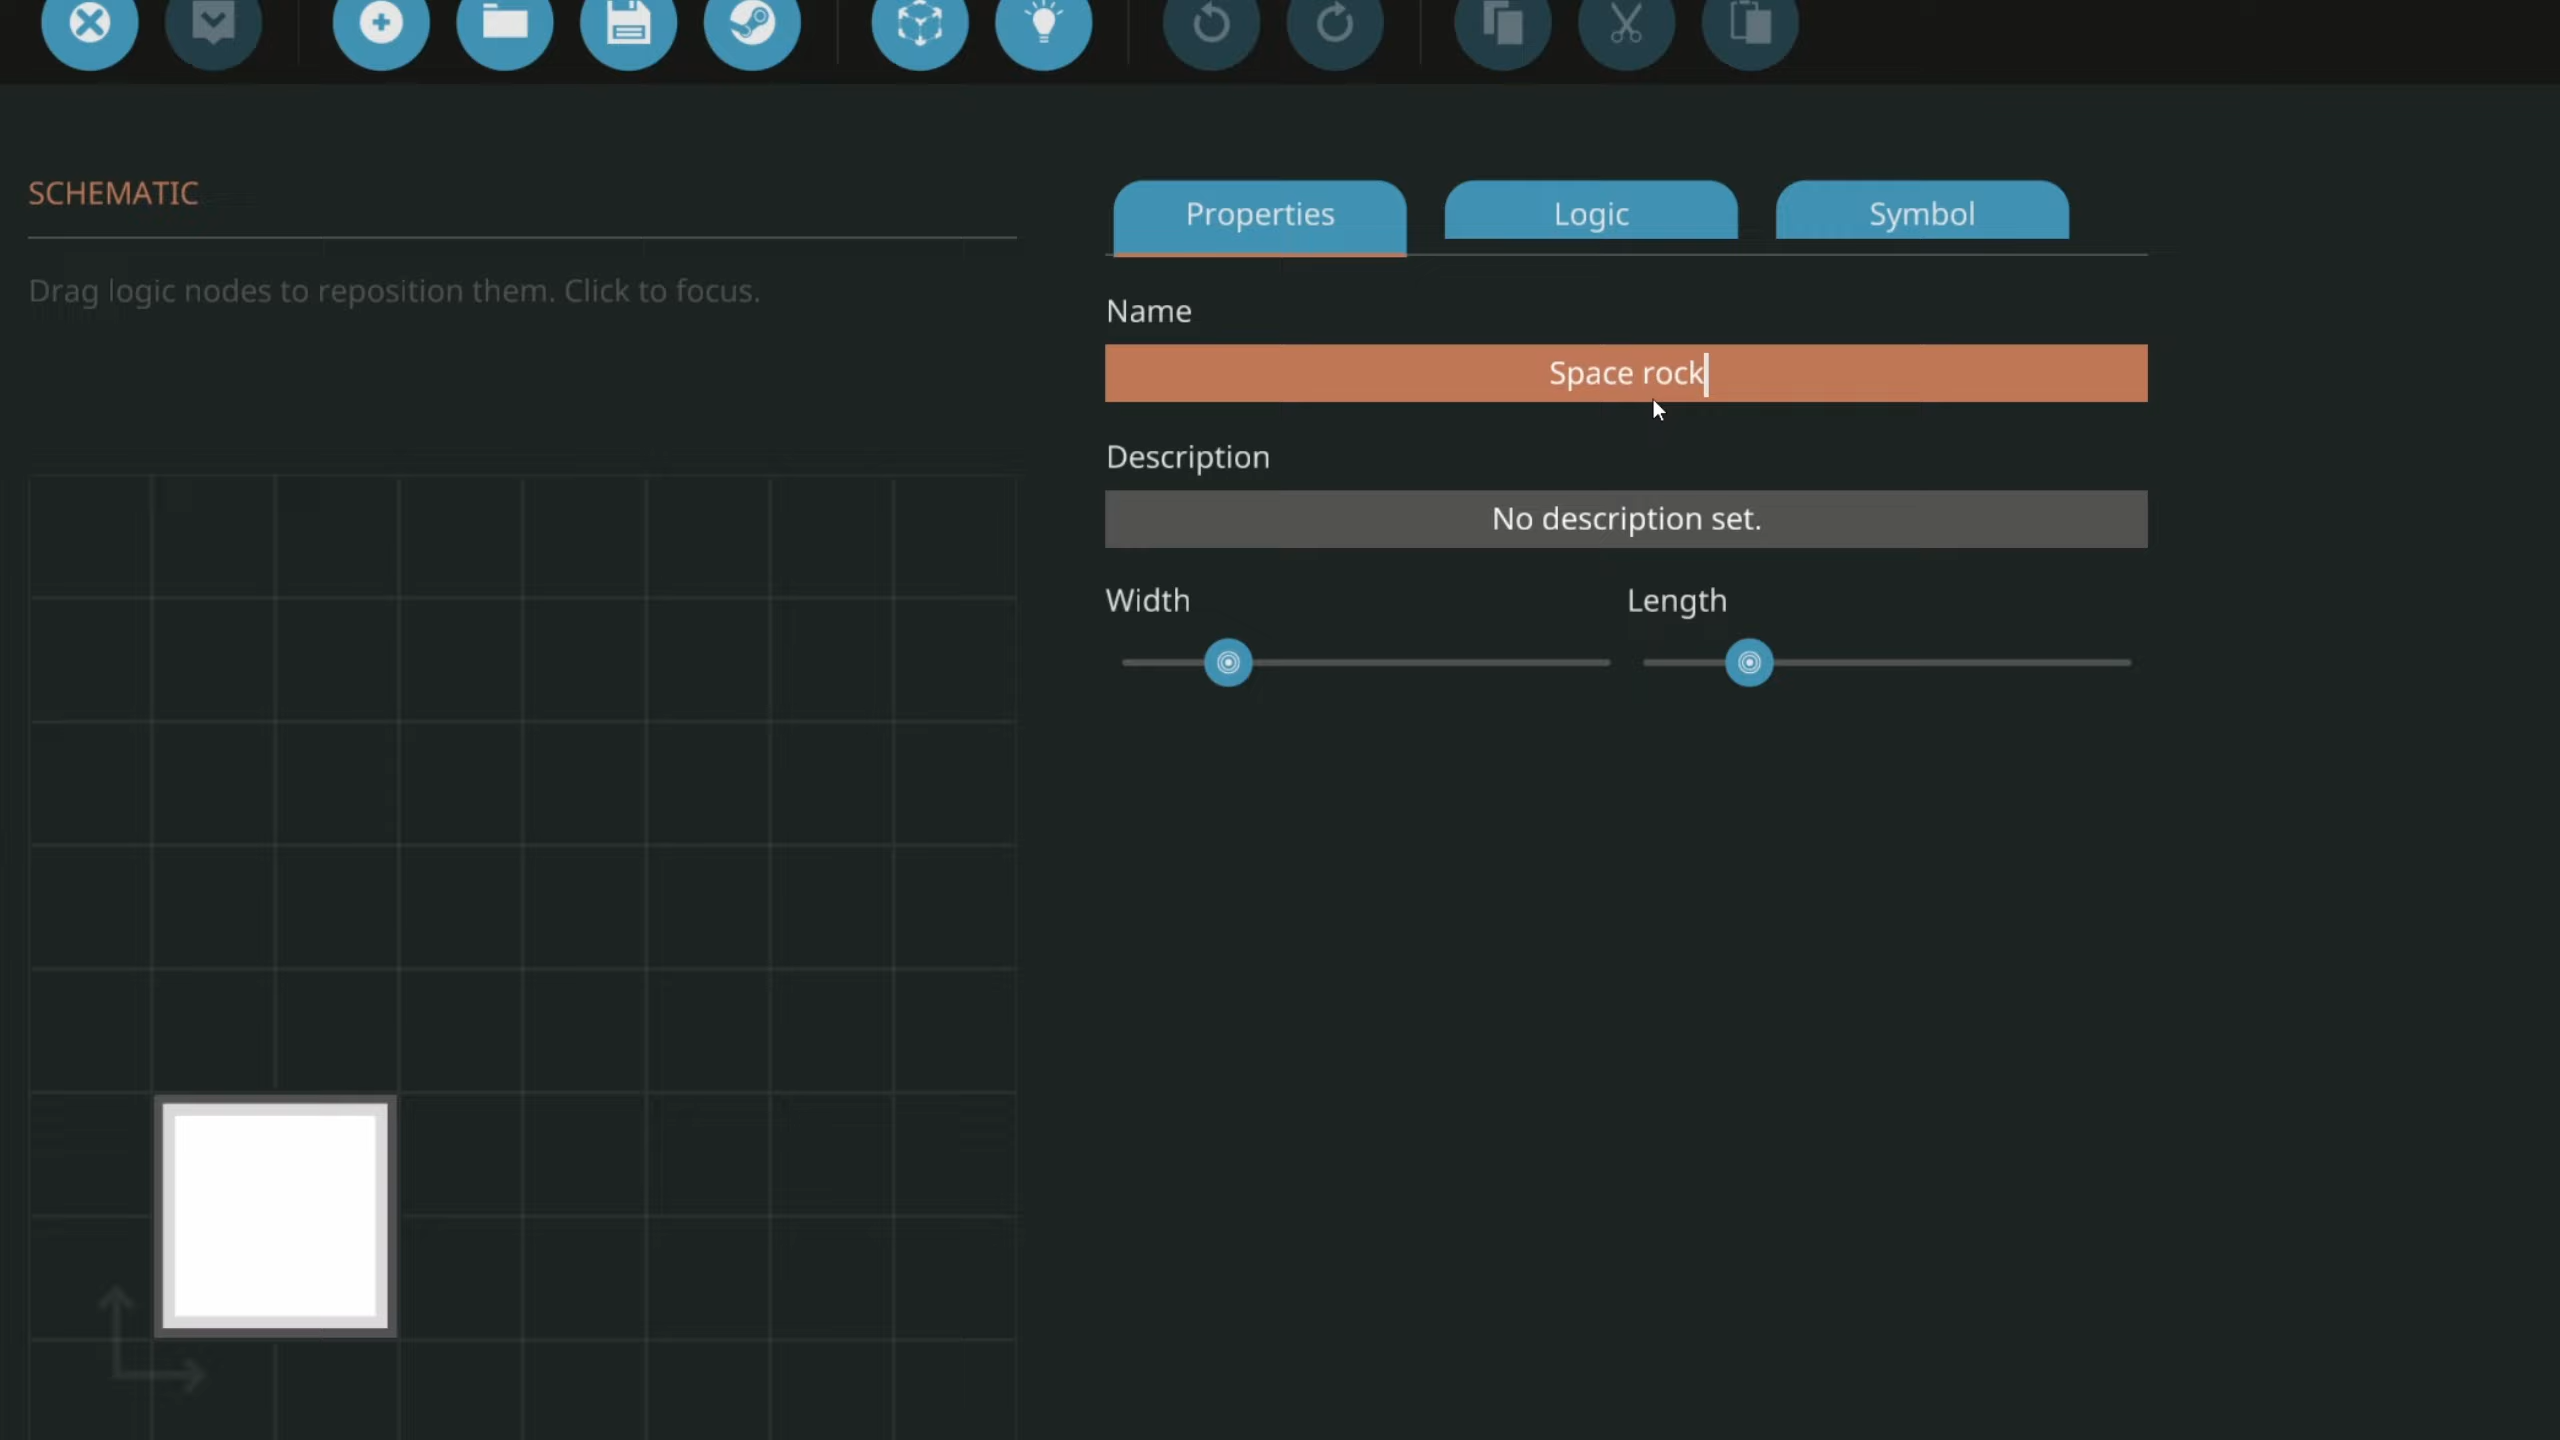 SCHEMATIC
Drag logic nodes to reposition them. Click to focus.
Properties
Logic
Symbol
Name
Space rock
Description
No description set.
Width
Length